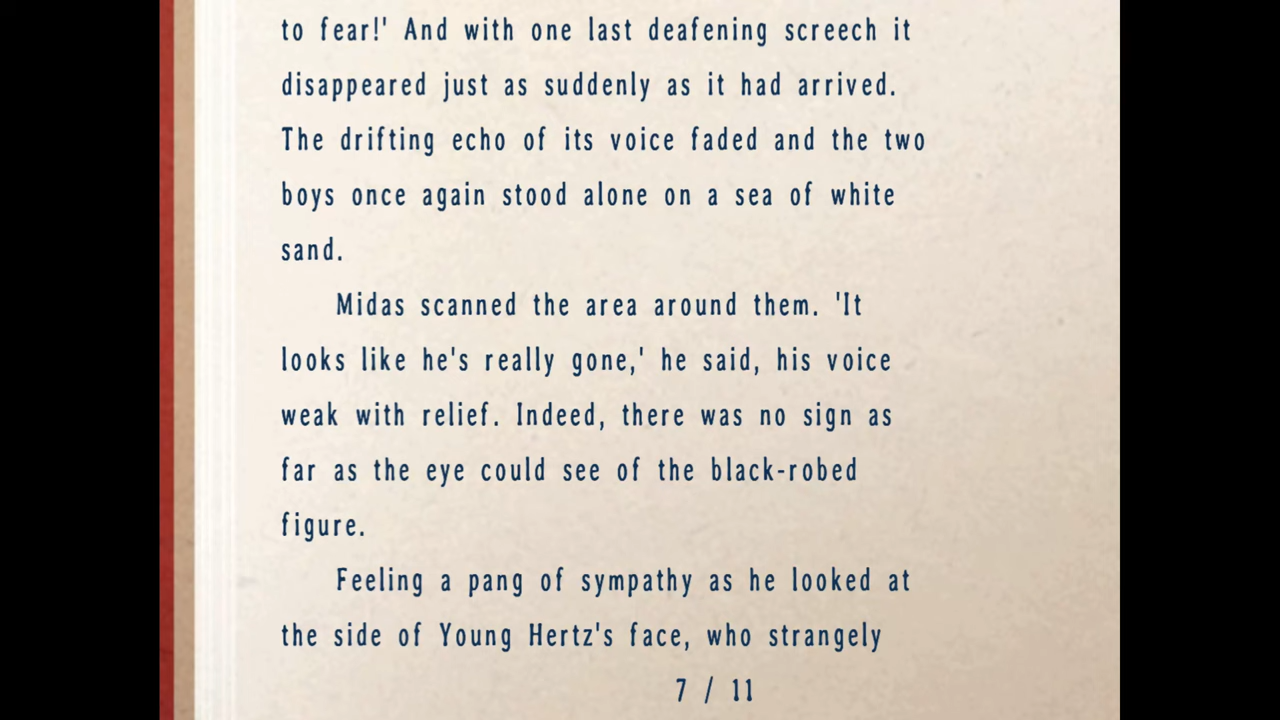 to fear!' And with one last deafening screech it
disappeared just as suddenly as it had arrived.
The drifting echo of its voice faded and the two
boys once again stood alone on a sea of white
sand.
Midas scanned the area around them. 'It
looks like he's really gone,' he said, his voice
weak with relief. Indeed, there was no sign as
far as the eye could see of the black-robed
figure.
Feeling a pang of sympathy as he looked at
the side of Young Hertz's face, who strangely
7 / 11